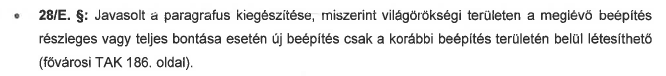 • 28/E. §: Javasolt a paragrafus kiegészítése, miszerint világörökségi területen a meglévő beépítés
részleges vagy teljes bontása esetén új beépítés csak a korábbi beépítés területén belül létesíthető
(fővárosi TAK 186. oldal).